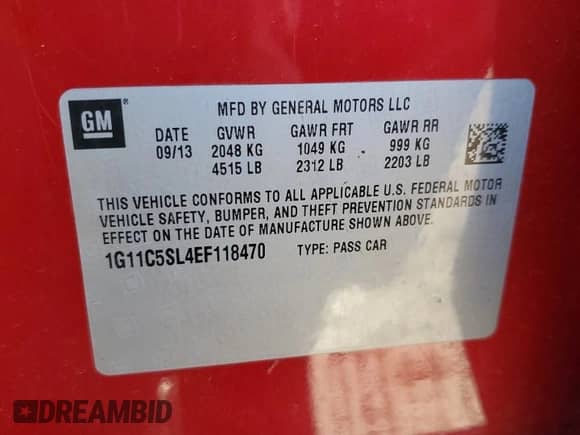 GM
®
MFD BY GENERAL MOTORS LLC
DATE GVWR GAWR FRT GAWR RR
09/13 2048 KG 1049 KG 999 KG
4515 LB 2312 LB 2203 LB
THIS VEHICLE CONFORMS TO ALL APPLICABLE U.S. FEDERAL MOTOR
VEHICLE SAFETY, BUMPER, AND THEFT PREVENTION STANDARDS IN
EFFECT ON THE DATE OF MANUFACTURE SHOWN ABOVE.
1G11C5SL4EF118470 TYPE: PASS CAR
DREAMBID